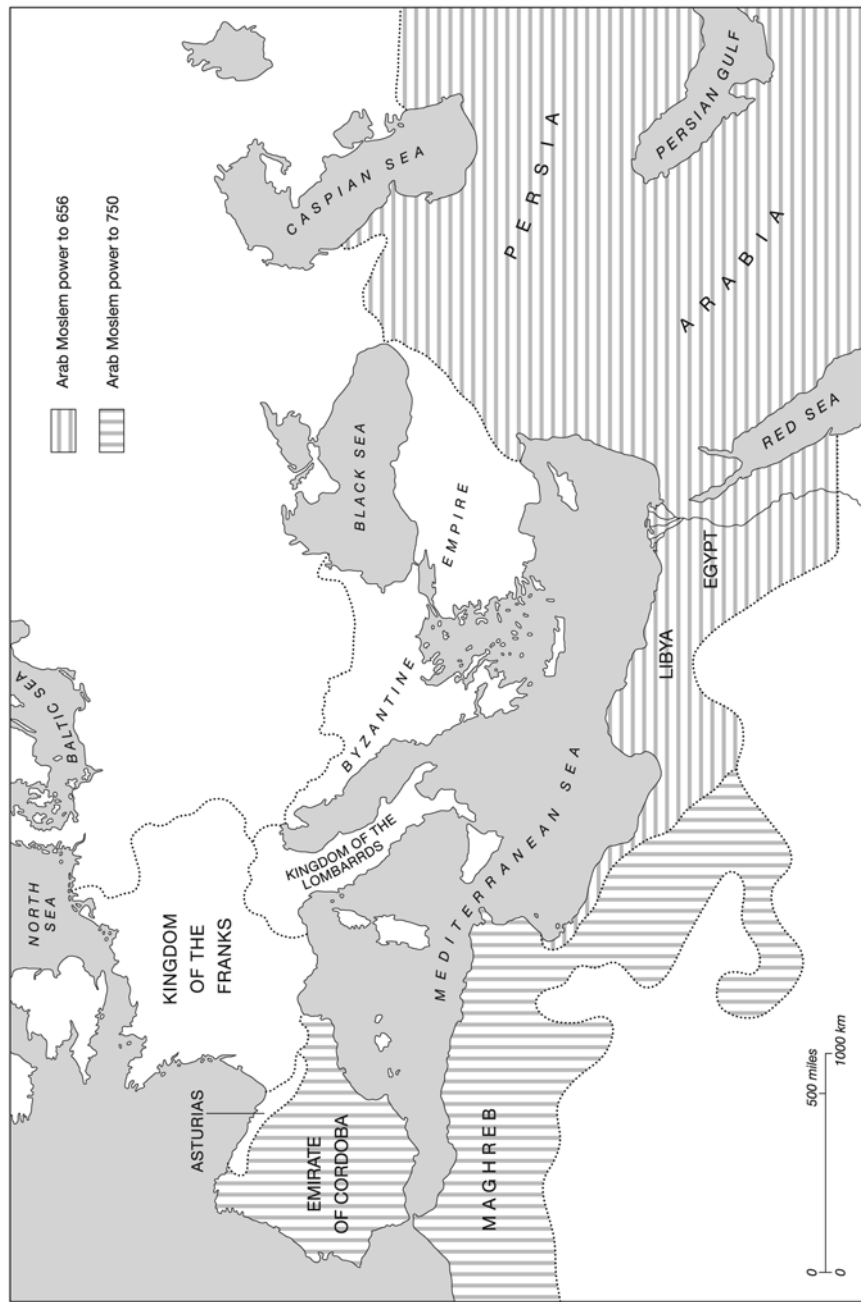 Arab Moslem power to 656
Arab Moslem power to 750
NORTH
SEA
BALTIC SEA
KINGDOM
OF THE
FRANKS
ASTURIAS
EMIRATE
OF CORDOBA
KINGDOM OF THE
LOMBARRDS
BYZANTINE
EMPIRE
BLACK SEA
CASPIAN SEA
MEDITERRANEAN SEA
MAGHREB
LIBYA
EGYPT
RED SEA
PERSIA
ARABIA
PERSIAN GULF
0 500 miles
0 1000 km